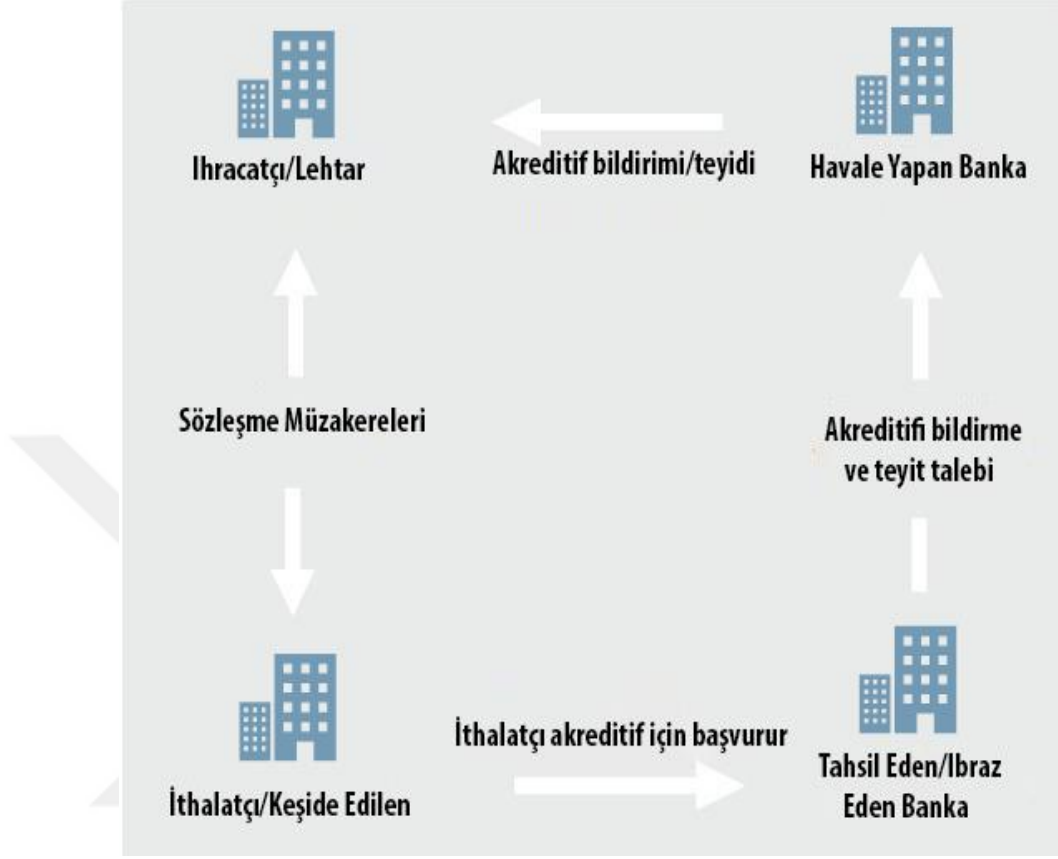 Ihracatçı/Lehtar
Akreditif bildirimi/teyidi
Havale Yapan Banka
Sözleşme Müzakereleri
Akreditifi bildirme
ve teyit talebi
İthalatçı akreditif için başvurur
İthalatçı/Keşide Edilen
Tahsil Eden/Ibraz
Eden Banka